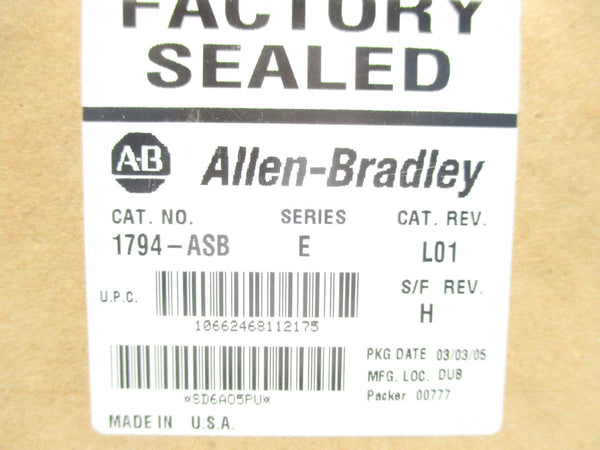 FACTORY
SEALED
A-B Allen-Bradley
CAT. NO. SERIES CAT. REV.
1794-ASB E L01
U.P.C. S/F REV.
10662468112175 H
PKG DATE 03/03/05
MFG. LOC. DUB
*SD6A05PU* Packer 00777
MADE IN U.S.A.